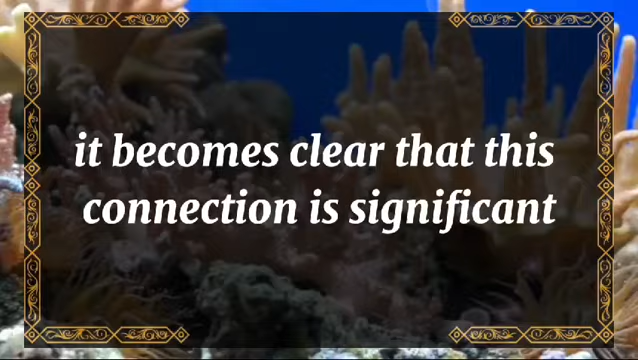 it becomes clear that this
connection is significant